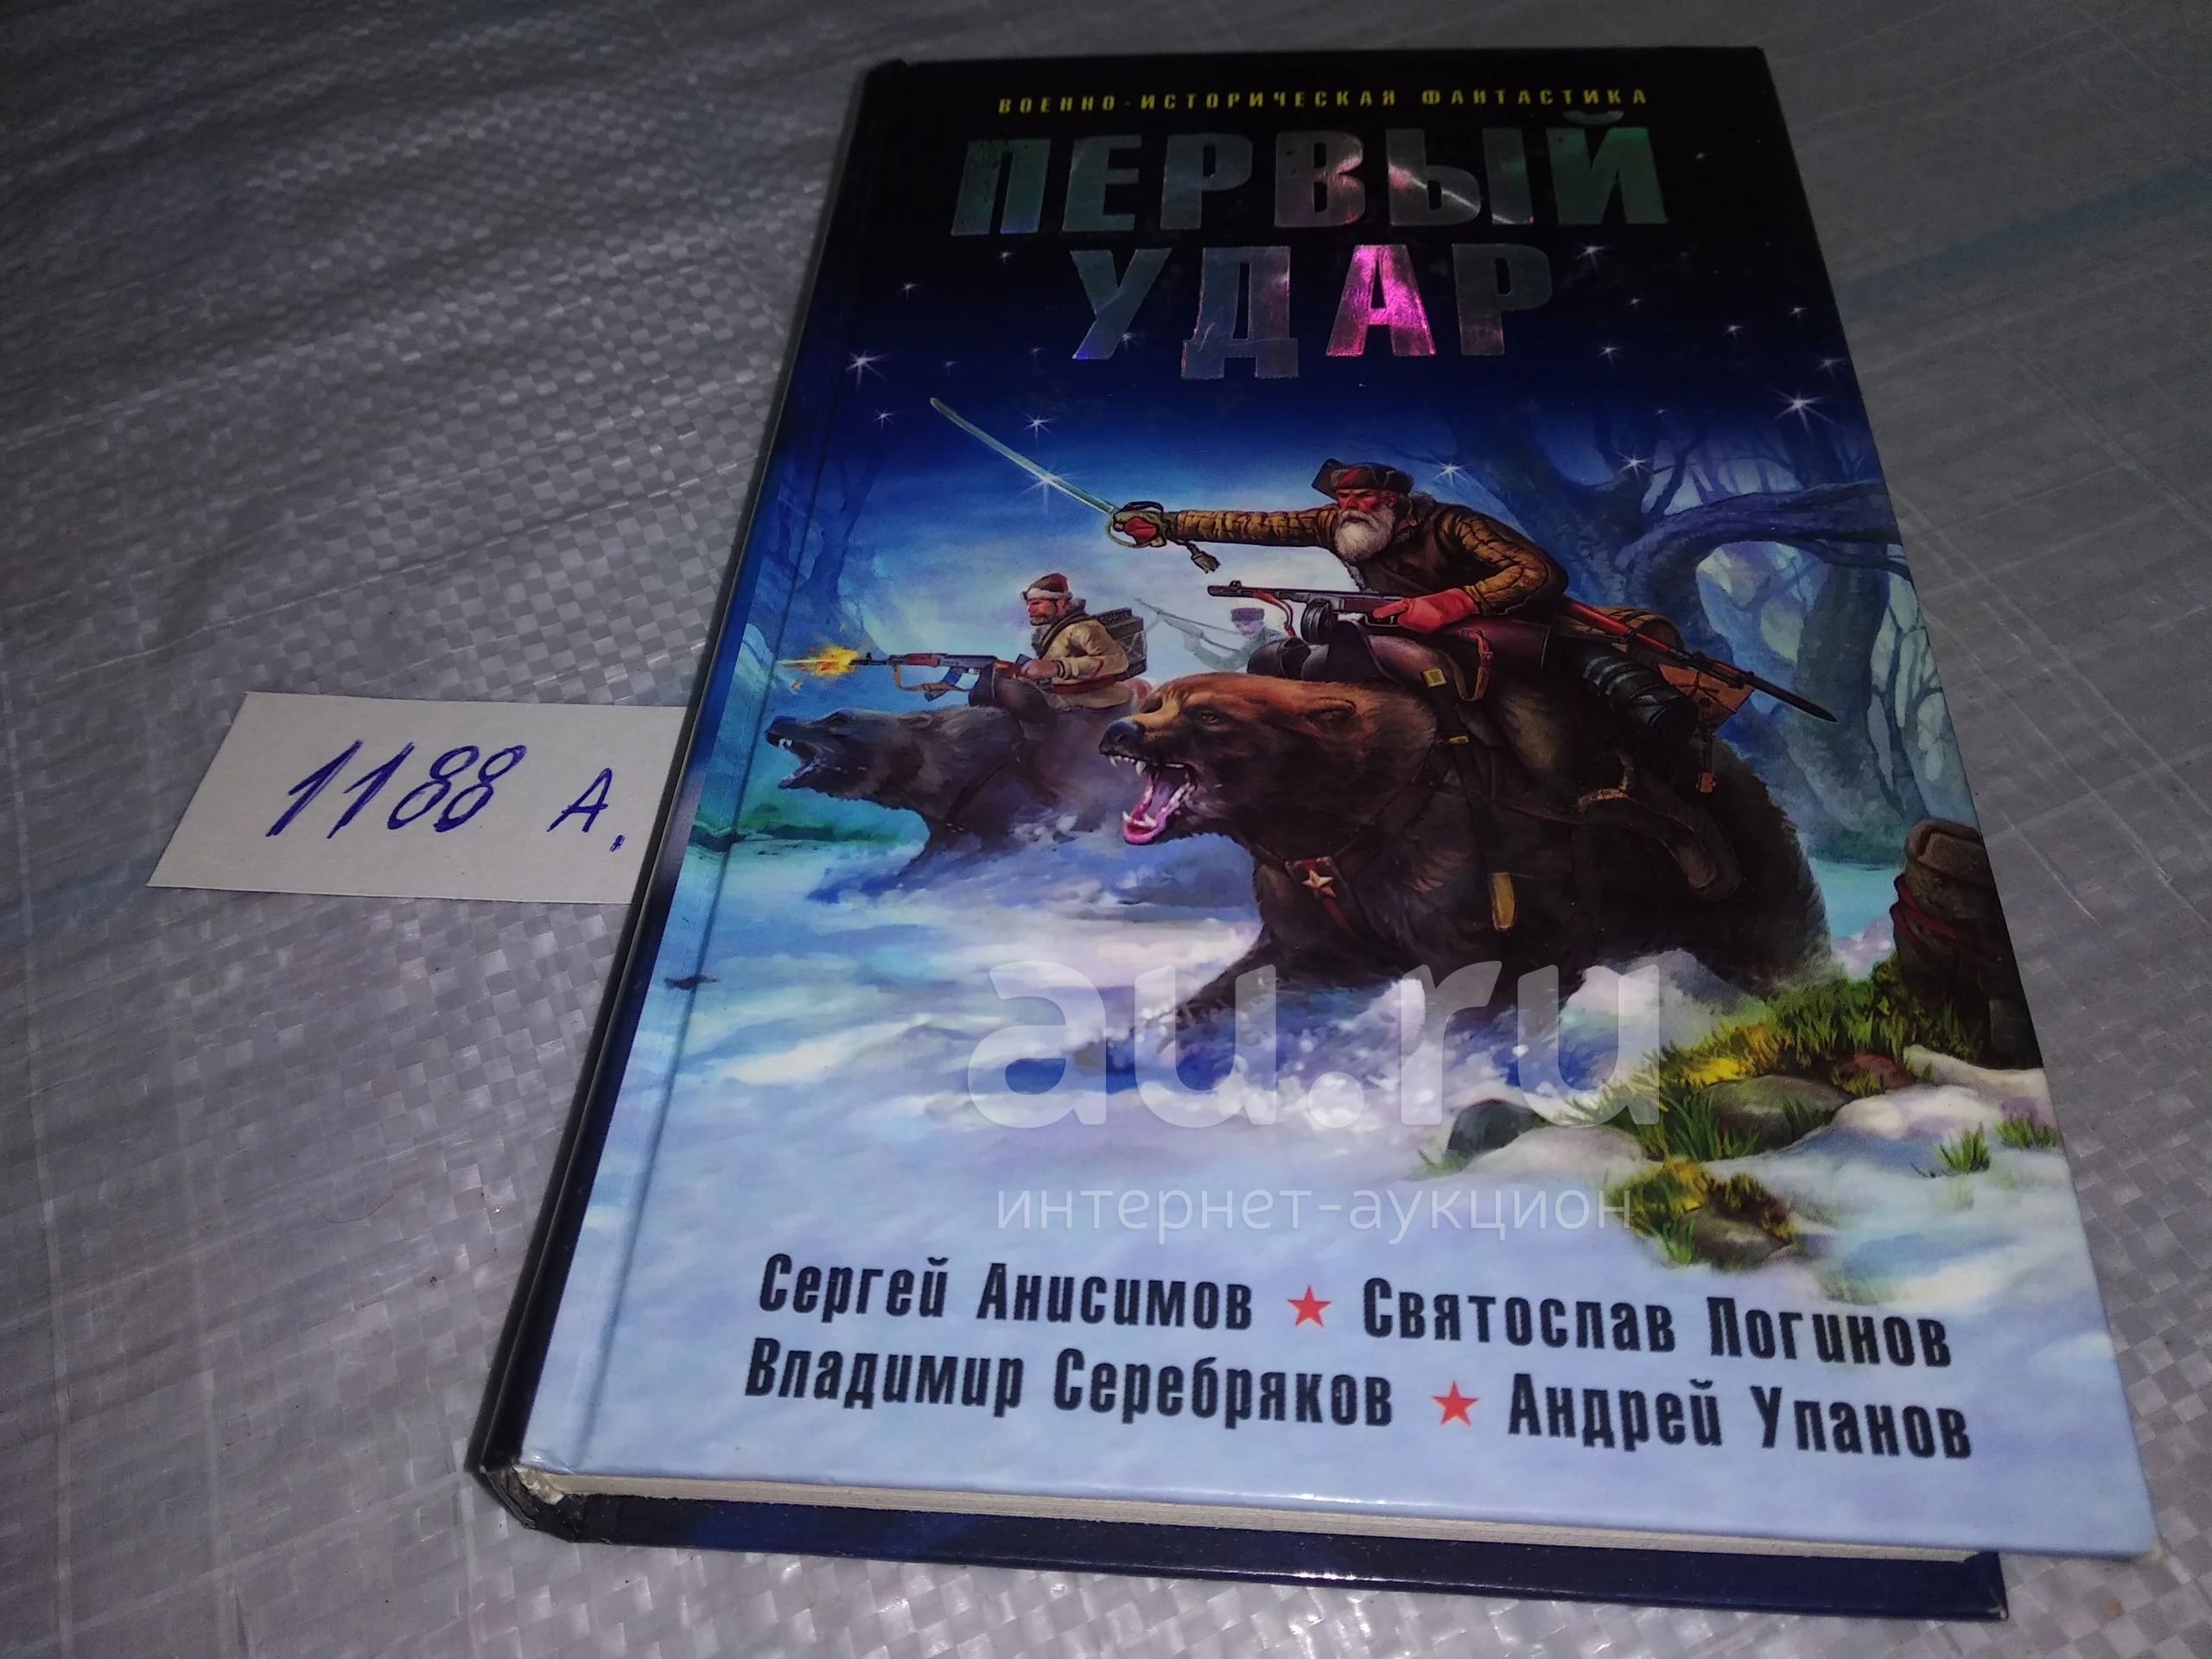 ВОЕННО-ИСТОРИЧЕСКАЯ ФАНТАСТИКА
ПЕРВЫЙ
УДАР
1188 А.
au.ru
интернет-аукцион
Сергей Анисимов ★ Святослав Логинов
Владимир Серебряков ★ Андрей Уланов